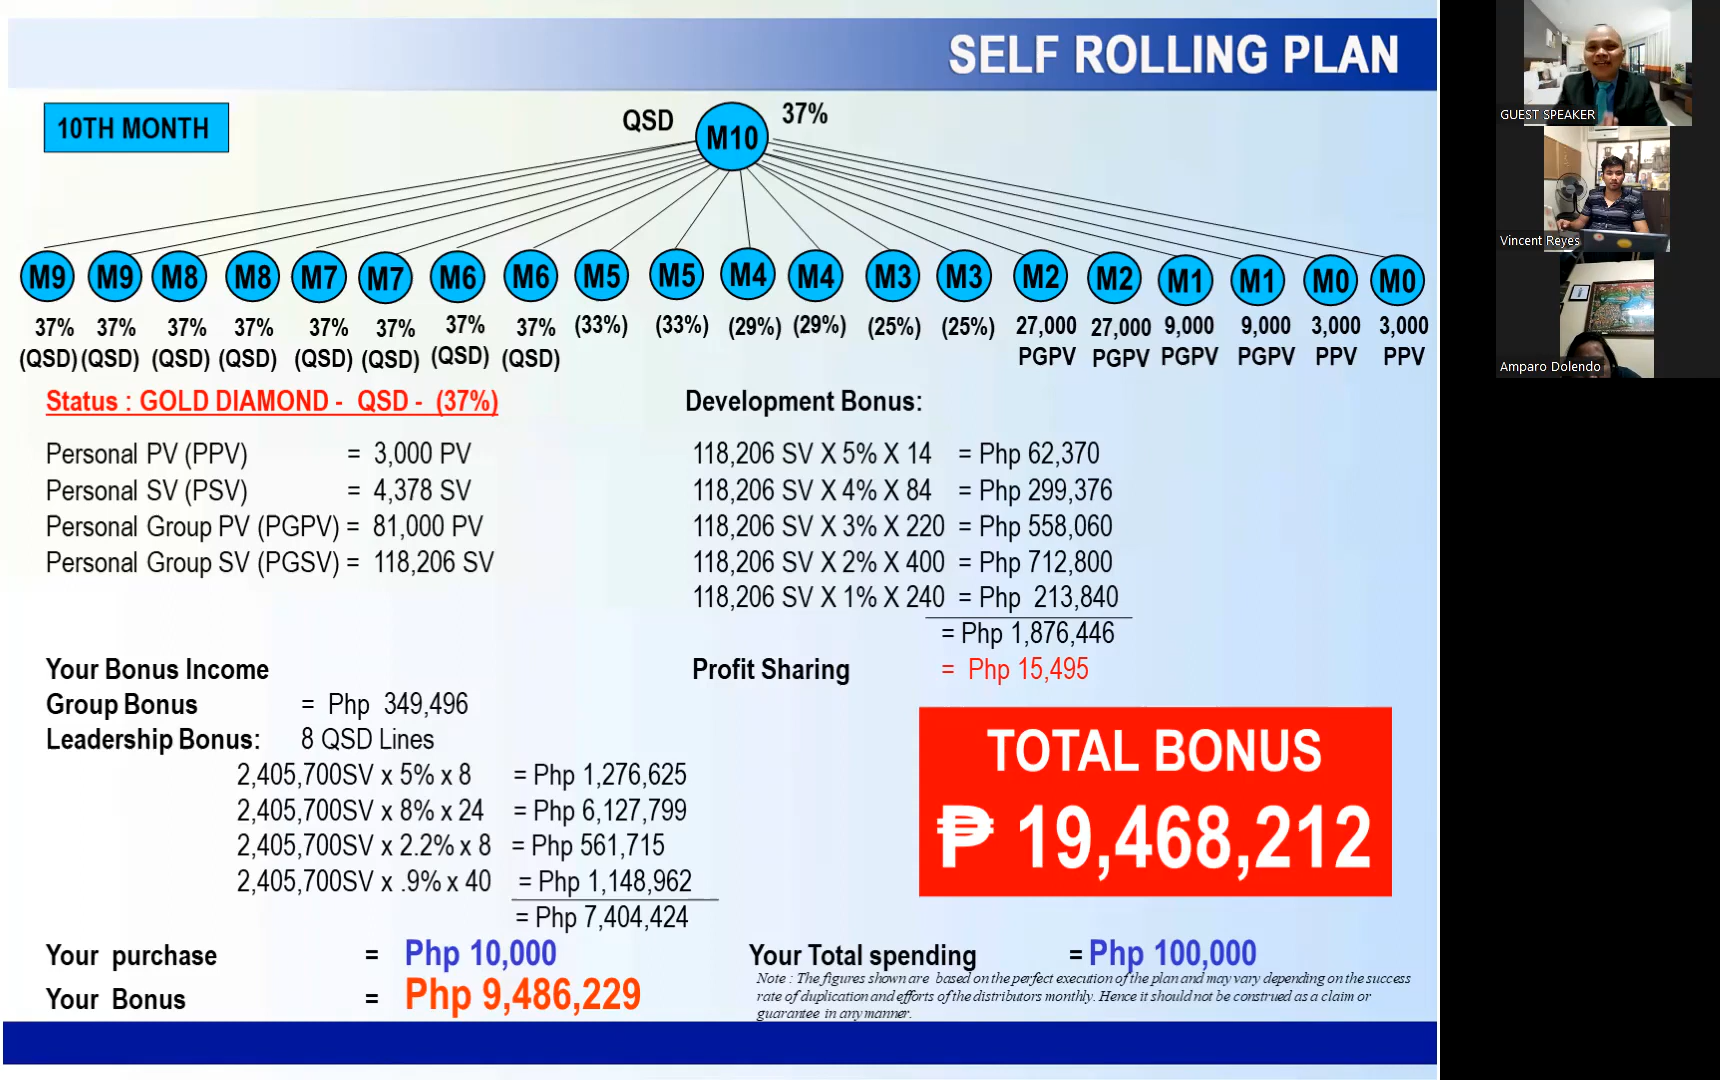 SELF ROLLING PLAN
10TH MONTH
QSD M10 37%
M9 M9 M8 M8 M7 M7 M6 M6 M5 M5 M4 M4 M3 M3 M2 M2 M1 M1 M0 M0
37% 37% 37% 37% 37% 37% 37% 37% (33%) (33%) (29%) (29%) (25%) (25%) 27,000 27,000 9,000 9,000 3,000 3,000
(QSD) (QSD) (QSD) (QSD) (QSD) (QSD) (QSD) (QSD) PGPV PGPV PGPV PGPV PPV PPV
Status : GOLD DIAMOND - QSD - (37%)
Personal PV (PPV) = 3,000 PV
Personal SV (PSV) = 4,378 SV
Personal Group PV (PGPV) = 81,000 PV
Personal Group SV (PGSV) = 118,206 SV
Development Bonus:
118,206 SV X 5% X 14 = Php 62,370
118,206 SV X 4% X 84 = Php 299,376
118,206 SV X 3% X 220 = Php 558,060
118,206 SV X 2% X 400 = Php 712,800
118,206 SV X 1% X 240 = Php 213,840
= Php 1,876,446
Profit Sharing = Php 15,495
Your Bonus Income
Group Bonus = Php 349,496
Leadership Bonus: 8 QSD Lines
2,405,700SV x 5% x 8 = Php 1,276,625
2,405,700SV x 8% x 24 = Php 6,127,799
2,405,700SV x 2.2% x 8 = Php 561,715
2,405,700SV x .9% x 40 = Php 1,148,962
= Php 7,404,424
TOTAL BONUS
₱ 19,468,212
Your purchase = Php 10,000
Your Bonus = Php 9,486,229
Your Total spending = Php 100,000
Note : The figures shown are based on the perfect execution of the plan and may vary depending on the success
rate of duplication and efforts of the distributors monthly. Hence it should not be construed as a claim or
guarantee in any manner.
GUEST SPEAKER
Vincent Reyes
Amparo Dolendo